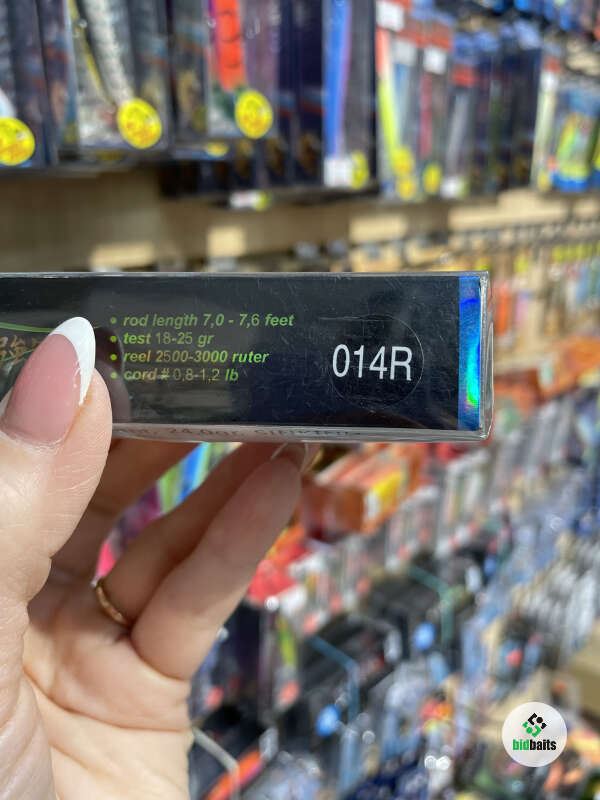 • rod length 7,0 - 7,6 feet
• test 18-25 gr
• reel 2500-3000 ruter
• cord # 0,8-1,2 lb
014R
bidbaits